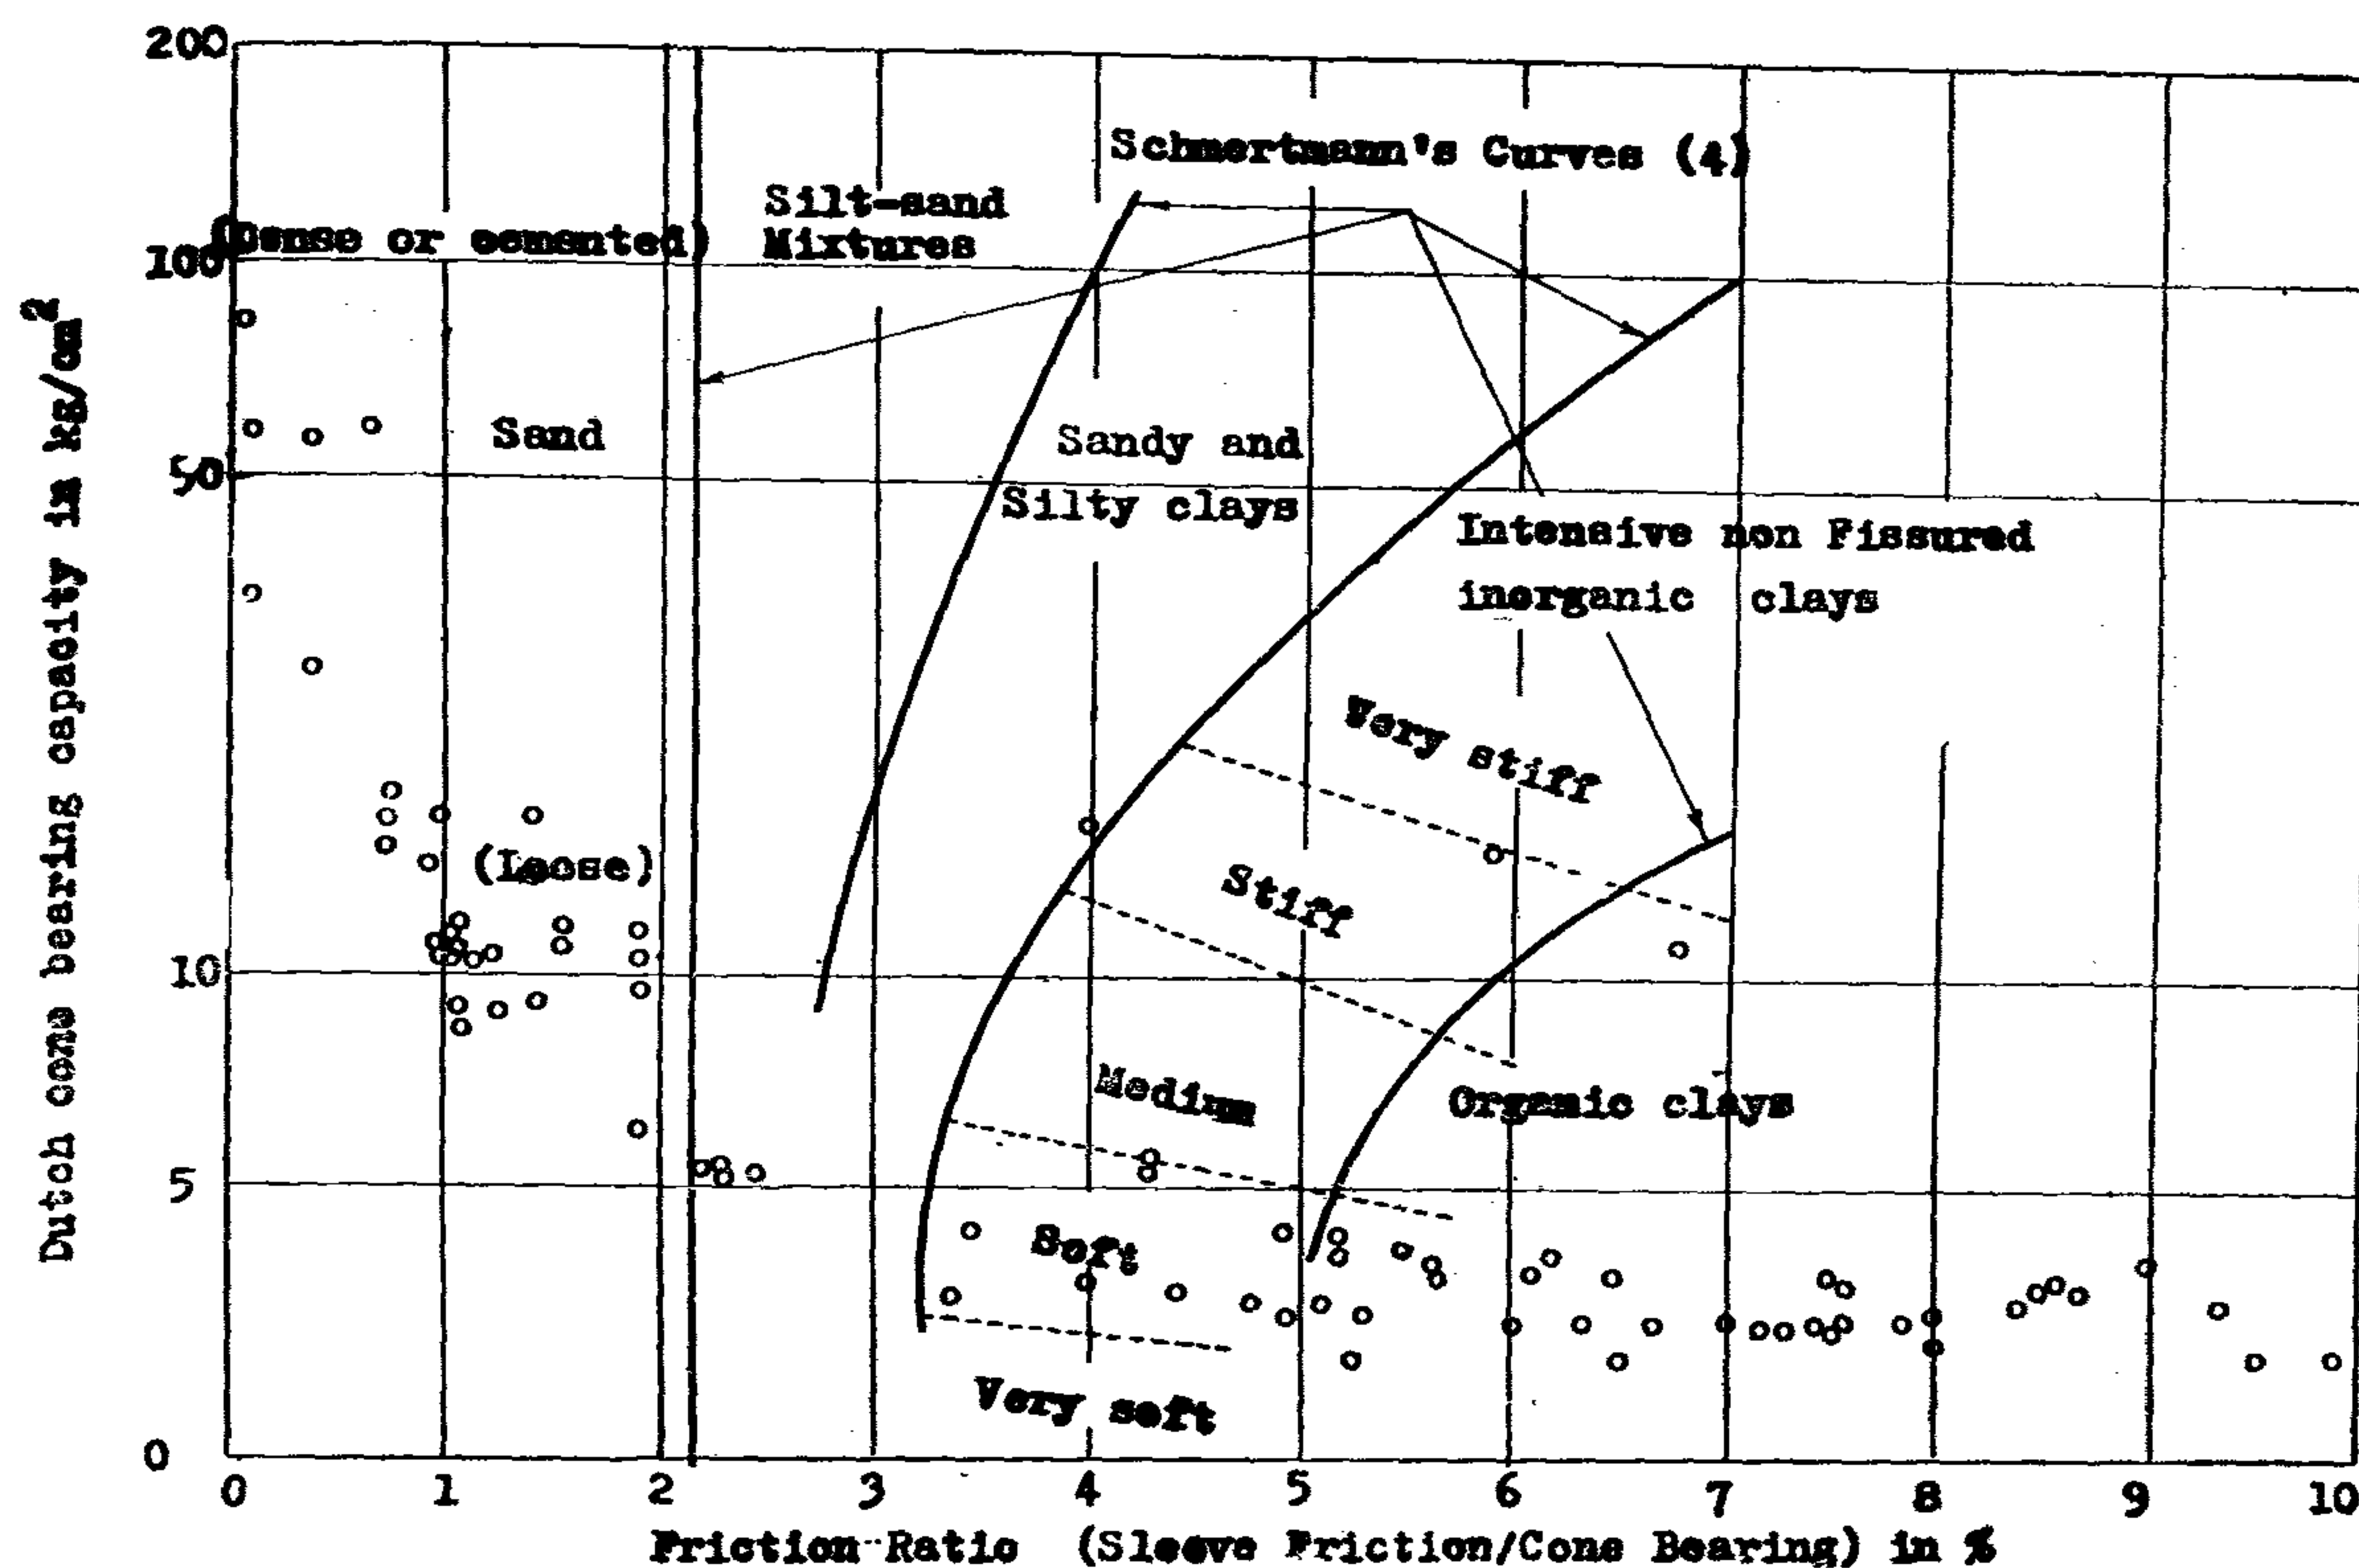 200
Schmertmann's Curves (4)
Silt-sand
Mixtures
(Dense or cemented)
100
Dutch cone bearing capacity in kg/cm2
Sand
Sandy and
Silty clays
50
Intensive non Fissured
inorganic clays
Very stiff
(Loose)
Stiff
10
Medium
Organic clays
5
Soft
Very soft
0
0 1 2 3 4 5 6 7 8 9 10
Friction Ratio (Sleeve Friction/Cone Bearing) in %